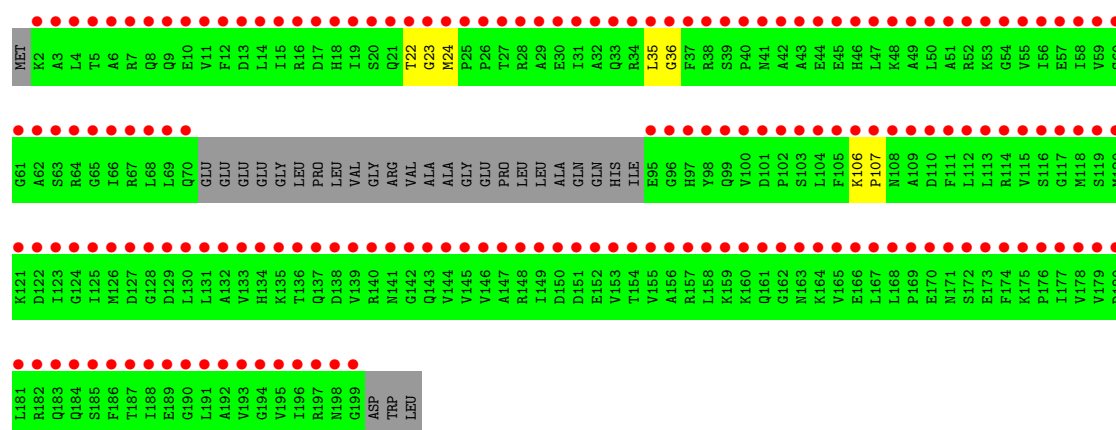 MET K2 A3 L4 T5 A6 R7 Q8 Q9 E10 V11 F12 D13 L14 I15 R16 D17 H18 I19 S20 Q21 T22 G23 M24 P25 P26 T27 R28 A29 E30 I31 A32 Q33 R34 L35 G36 F37 R38 S39 P40 N41 A42 A43 E44 E45 H46 L47 K48 A49 L50 A51 R52 K53 G54 V55 I56 E57 I58 V59
G61 A62 S63 R64 G65 I66 R67 L68 L69 Q70 GLU GLU GLU GLU GLY LEU PRO LEU VAL GLY ARG VAL ALA ALA GLY GLU PRO LEU LEU ALA GLN GLN HIS ILE E95 G96 H97 Y98 Q99 V100 D101 P102 S103 L104 F105 K106 P107 N108 A109 D110 F111 L112 L113 R114 V115 S116 G117 M118 S119
K121 D122 I123 G124 I125 M126 D127 G128 D129 L130 L131 A132 V133 H134 K135 T136 Q137 D138 V139 R140 N141 G142 Q143 V144 V145 V146 A147 R148 I149 D150 D151 E152 V153 T154 V155 A156 R157 L158 K159 K160 Q161 G162 N163 K164 V165 E166 L167 L168 P169 E170 N171 S172 E173 F174 K175 P176 I177 V178 V179
L181 R182 Q183 Q184 S185 F186 T187 I188 E189 G190 L191 A192 V193 G194 V195 I196 R197 N198 G199 ASP TRP LEU